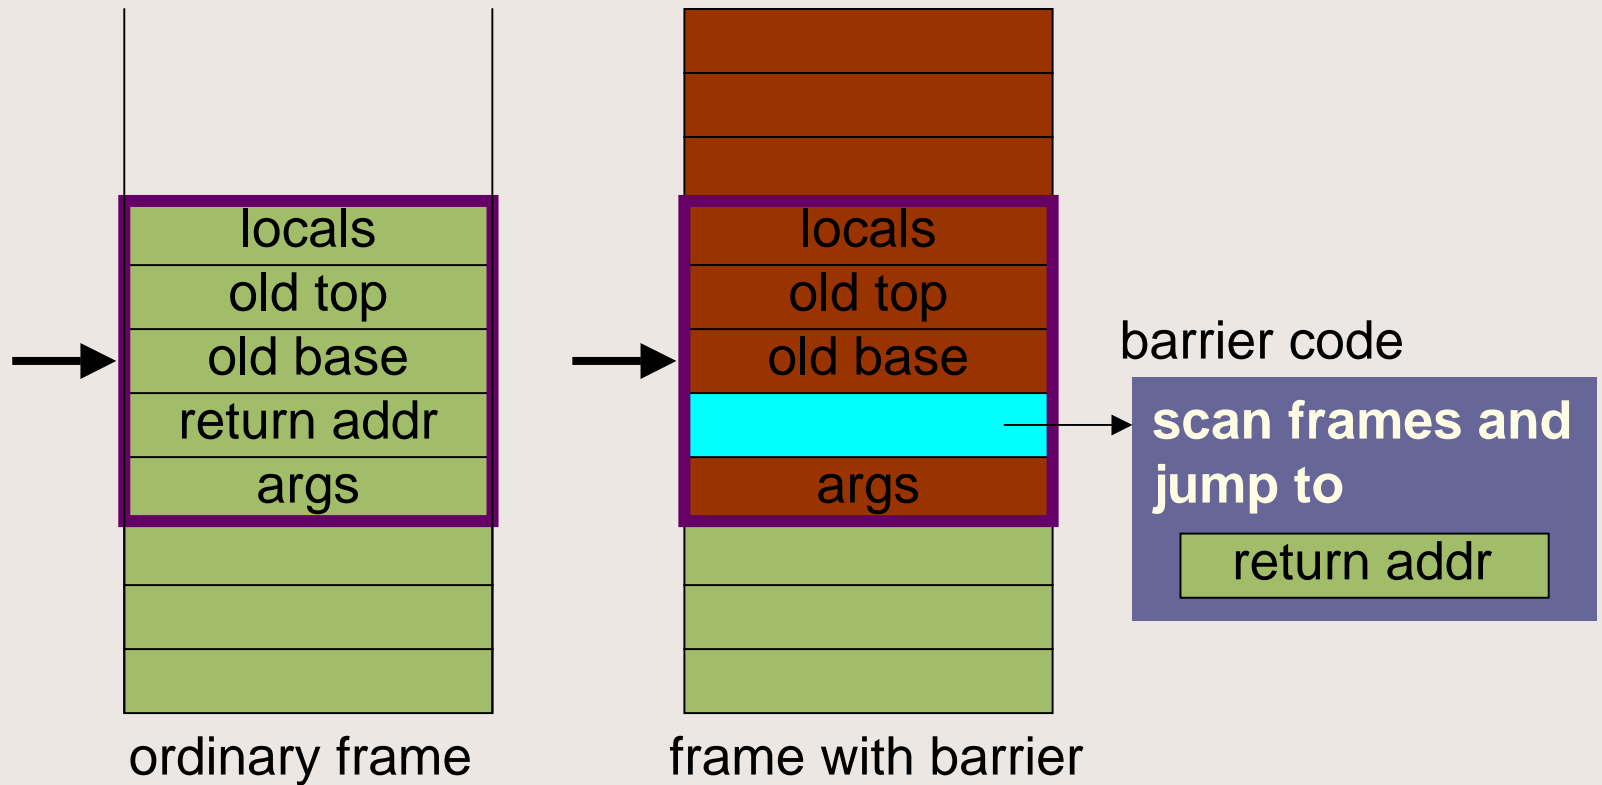 locals
old top
old base
return addr
args
ordinary frame
locals
old top
old base
args
frame with barrier
barrier code
scan frames and
jump to
return addr